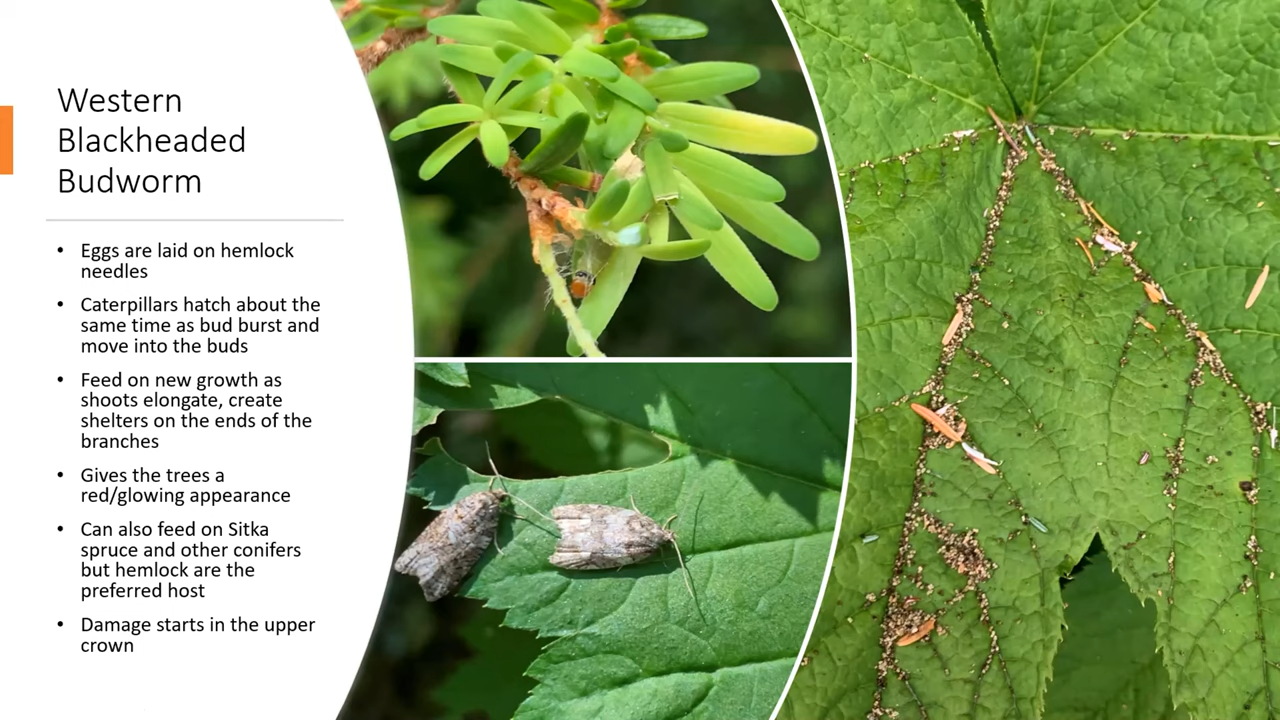 Western
Blackheaded
Budworm
• Eggs are laid on hemlock
needles
• Caterpillars hatch about the
same time as bud burst and
move into the buds
• Feed on new growth as
shoots elongate, create
shelters on the ends of the
branches
• Gives the trees a
red/glowing appearance
• Can also feed on Sitka
spruce and other conifers
but hemlock are the
preferred host
• Damage starts in the upper
crown